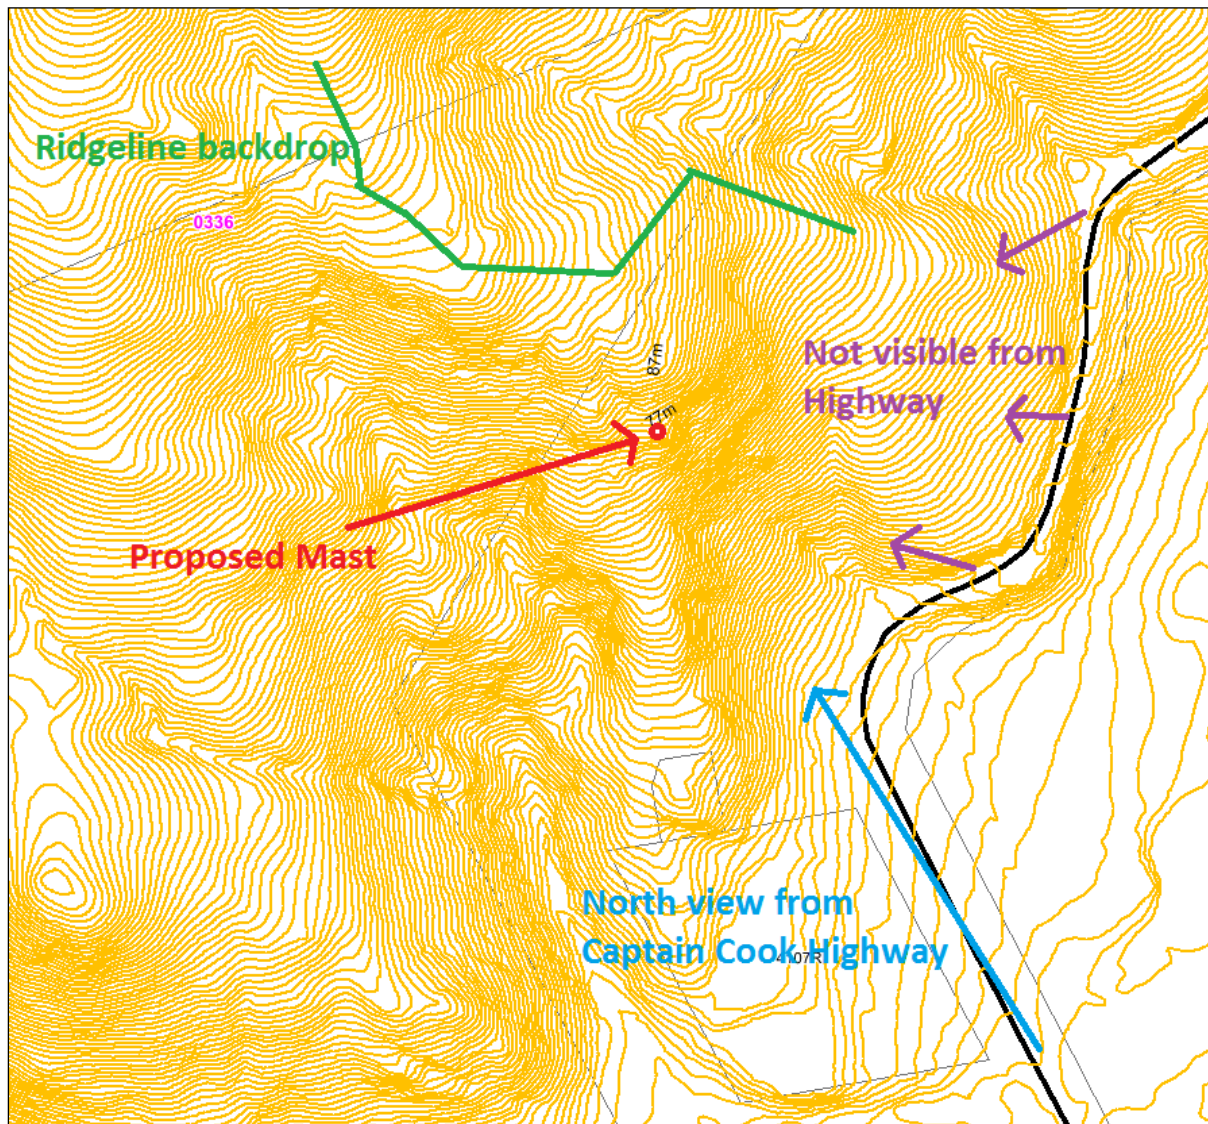 Ridgeline backdrop
0336
87m
Not visible from
Highway
77m
Proposed Mast
North view from
Captain Cook Highway